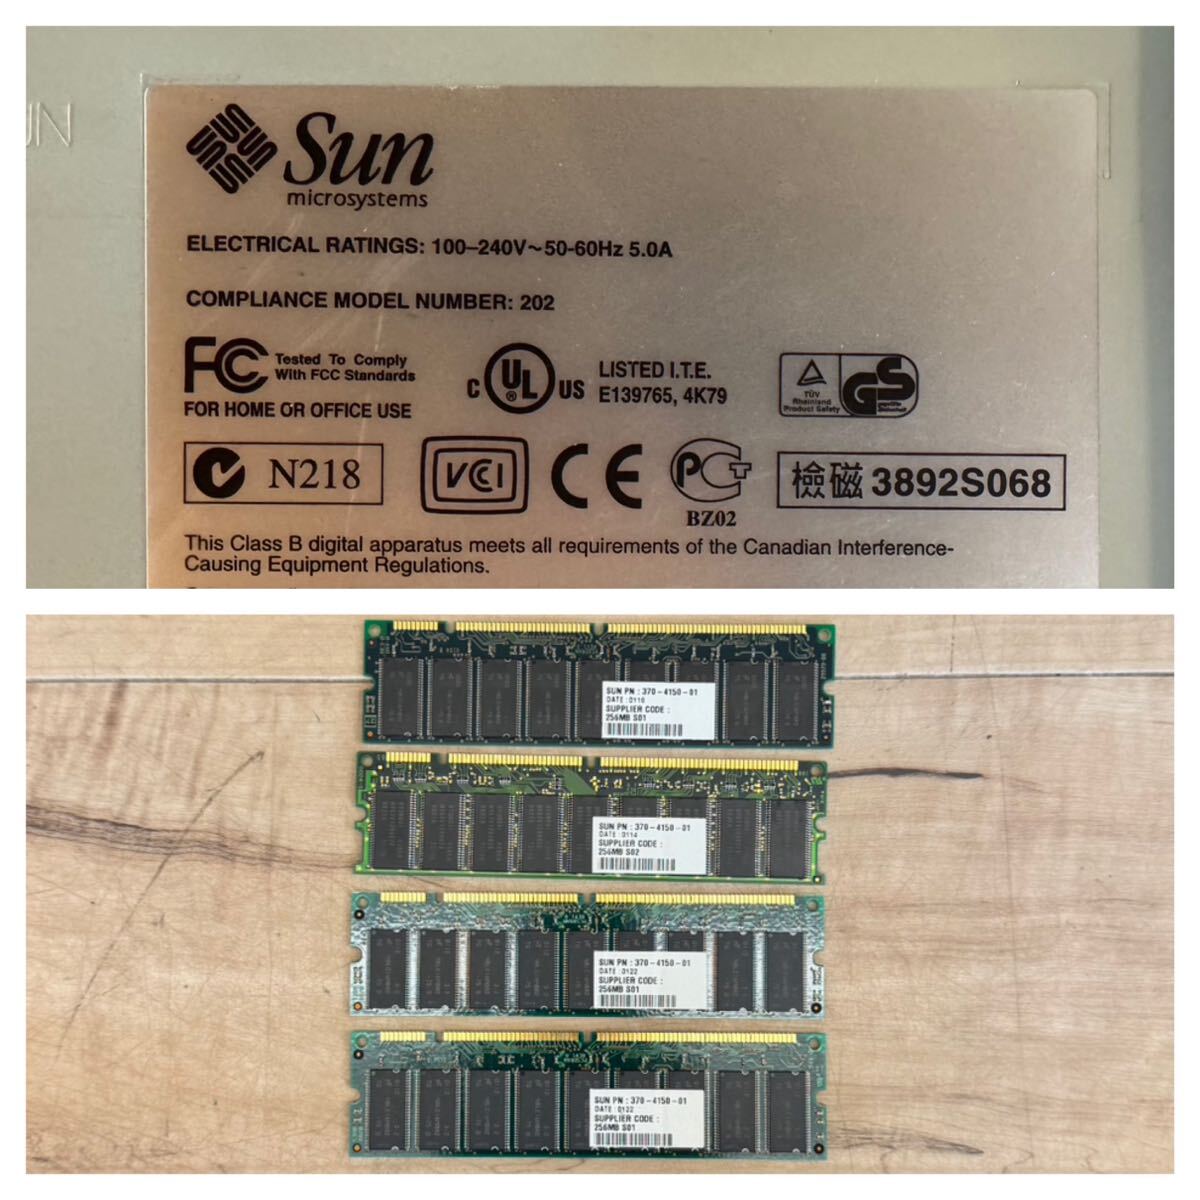 UN
Sun
microsystems
ELECTRICAL RATINGS: 100–240V~50-60Hz 5.0A
COMPLIANCE MODEL NUMBER: 202
FC Tested To Comply
With FCC Standards
FOR HOME OR OFFICE USE
C UL US LISTED I.T.E.
E139765, 4K79
TÜV
Rheinland
Product Safety
GS
N218
VCI
CE
PCT
BZ02
檢磁 3892S068
This Class B digital apparatus meets all requirements of the Canadian Interference-
Causing Equipment Regulations.
SUN PN : 370-4150-01
DATE : 0116
SUPPLIER CODE :
256MB S01
SUN PN : 370-4150-01
DATE : 0114
SUPPLIER CODE :
256MB S02
SUN PN : 370-4150-01
DATE : 0122
SUPPLIER CODE :
256MB S01
SUN PN : 370-4150-01
DATE : 0122
SUPPLIER CODE :
256MB S01